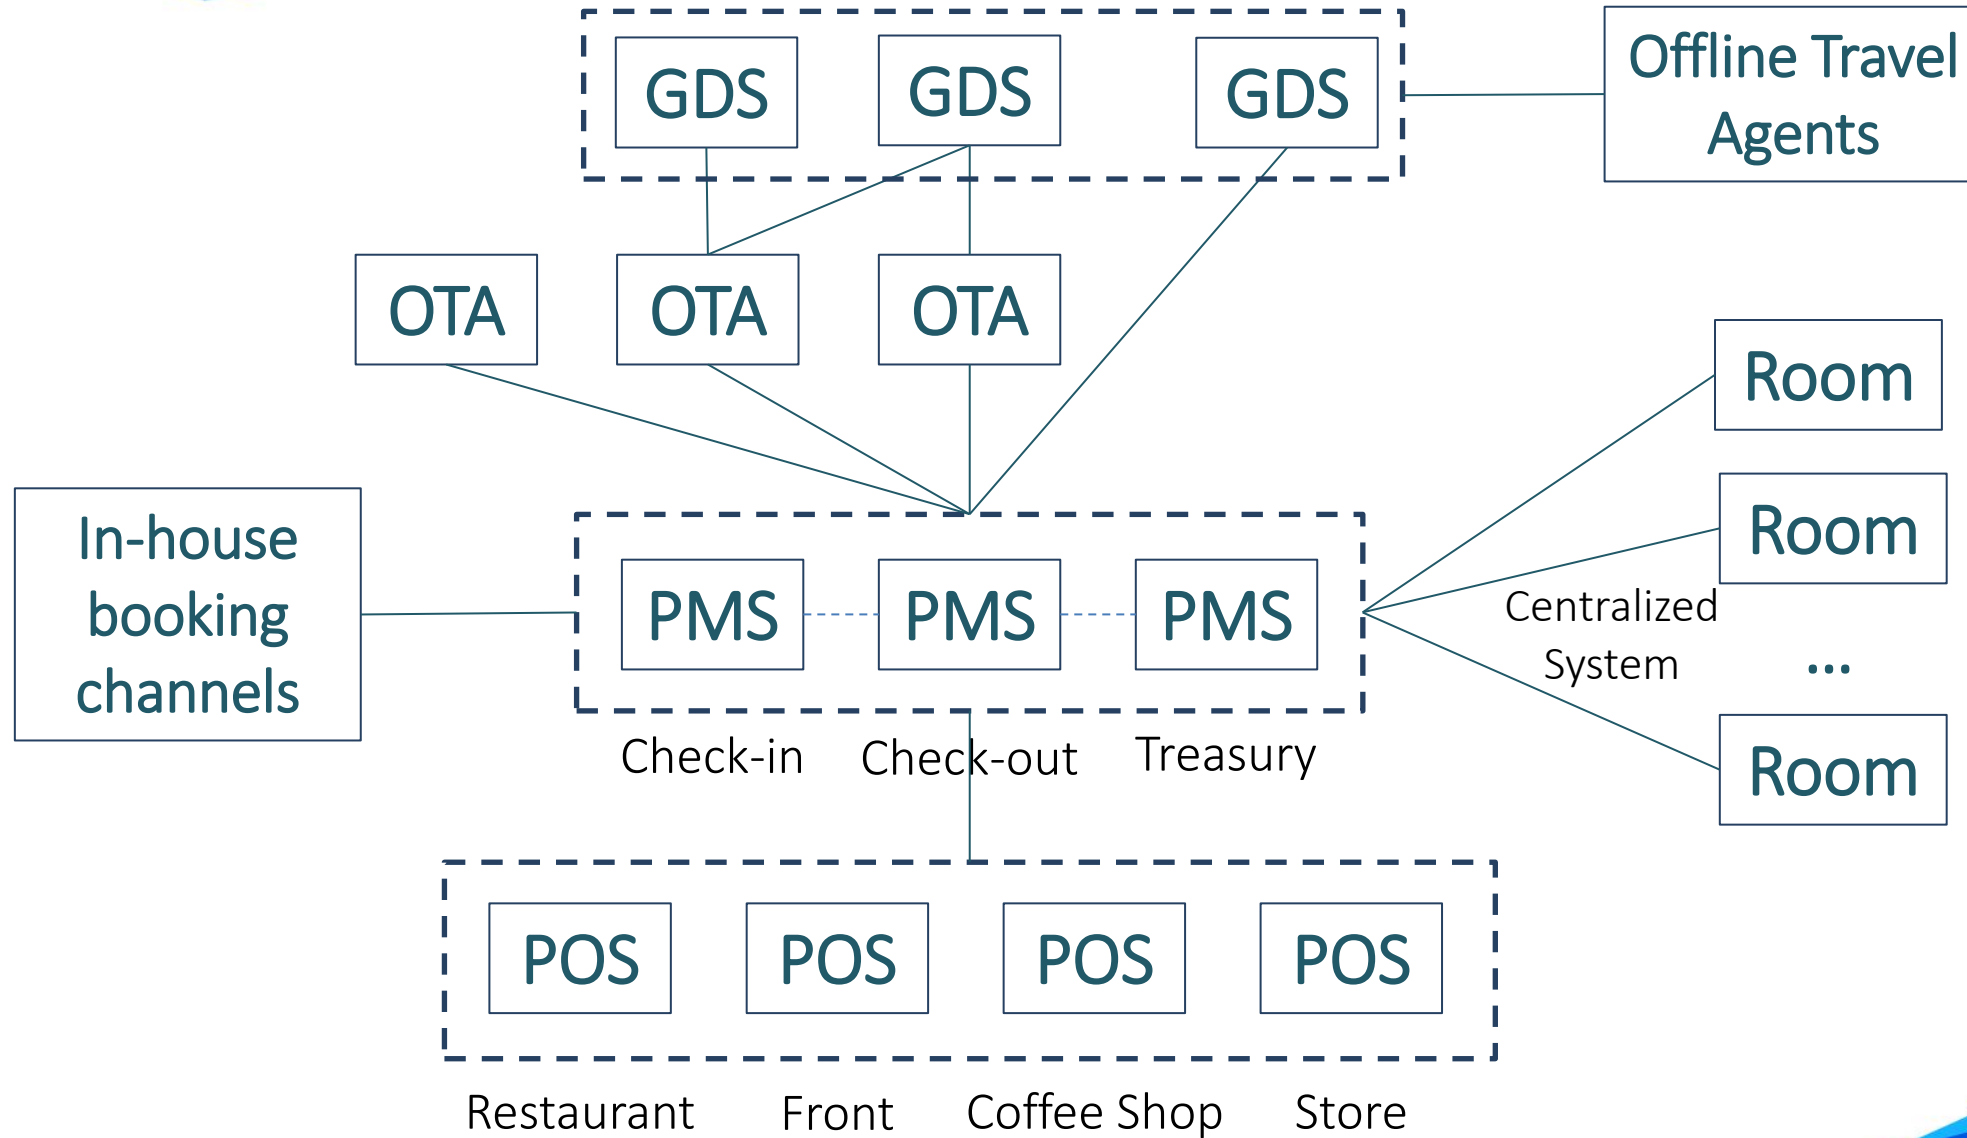 GDS
GDS
GDS
Offline Travel
Agents
OTA
OTA
OTA
Room
Room
In-house
booking
channels
PMS
PMS
PMS
Centralized
System
...
Room
Check-in
Check-out
Treasury
POS
POS
POS
POS
Restaurant
Front
Coffee Shop
Store